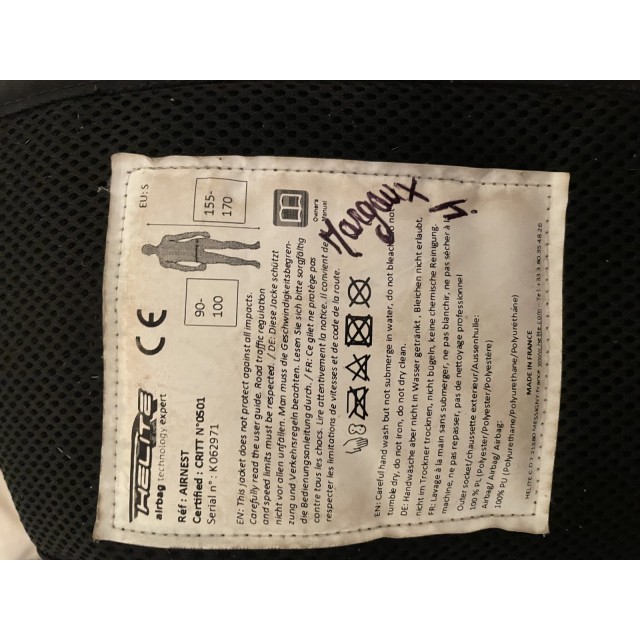 HELITE
airbag technology expert
CE
EU: S
90-
100
155-
170
Réf : AIRNEST
Certified : CRITT N°0501
Serial n° : K062971
Owners
Manual
EN: This jacket does not protect against all impacts.
Carefully read the user guide. Road traffic regulation
and speed limits must be respected. / DE: Diese Jacke schützt
nicht vor allen unfällen. Man muss die Geschwindigkeitsbegren-
zung und Verkehrsregeln beachten. Lesen Sie sich bitte sorgfältig
die Bedienungsanleitung durch. / FR: Ce gilet ne protège pas
contre tous les chocs. Lire attentivement la notice. Il convient de
respecter les limitations de vitesses et de code de la route.
EN: Careful hand wash but not submerge in water, do not bleach, do not
tumble dry, do not iron, do not dry clean.
DE: Handwäsche aber nicht in Wasser getränkt, Bleichen nicht erlaubt,
nicht im Trockner trocknen, nicht bügeln, keine chemische Reinigung.
FR: Lavage à la main sans submerger, ne pas blanchir, ne pas sécher à la
machine, ne pas repasser, pas de nettoyage professionnel
Outer socket/chaussette exterieur/Aussenhulle:
100 % PL (Polyester/Polyester/Polyestère)
Airbag/ Airbag/ Airbag:
100% PU (Polyurethane/Polyurethane/Polyuréthane)
MADE IN FRANCE